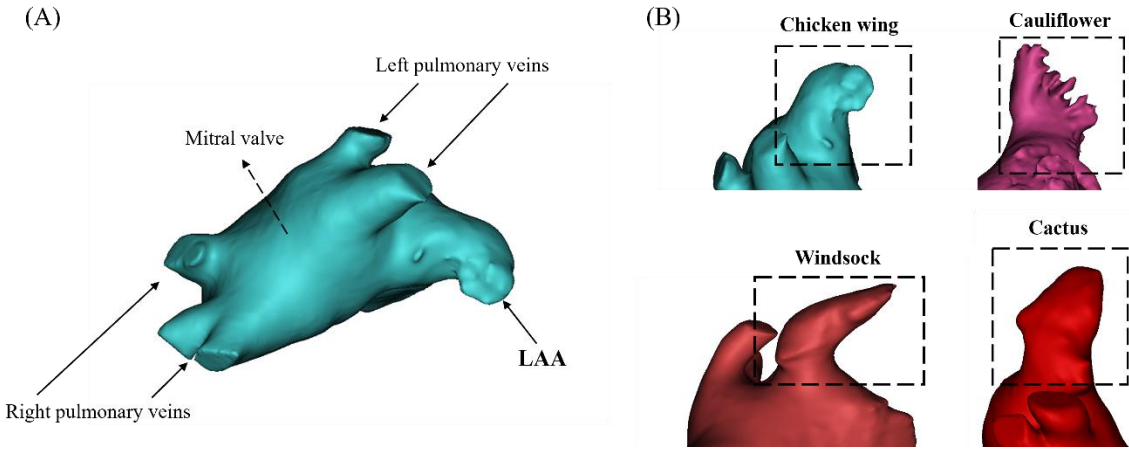 (A)
Left pulmonary veins
Mitral valve
LAA
Right pulmonary veins
(B)
Chicken wing
Cauliflower
Windsock
Cactus